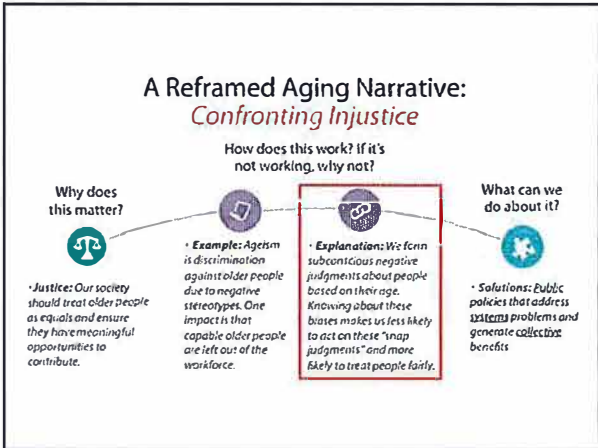 A Reframed Aging Narrative:
Confronting Injustice
How does this work? If it's
not working, why not?
Why does
this matter?
What can we
do about it?
•Justice: Our society
should treat older people
as equals and ensure
they have meaningful
opportunities to
contribute.
• Example: Ageism
is discrimination
against older people
due to negative
stereotypes. One
impact is that
capable older people
are left out of the
workforce.
• Explanation: We form
subconscious negative
judgments about people
based on their age.
Knowing about these
biases makes us less likely
to act on these "snap
judgments" and more
likely to treat people fairly.
• Solutions: Public
policies that address
systems problems and
generate collective
benefits